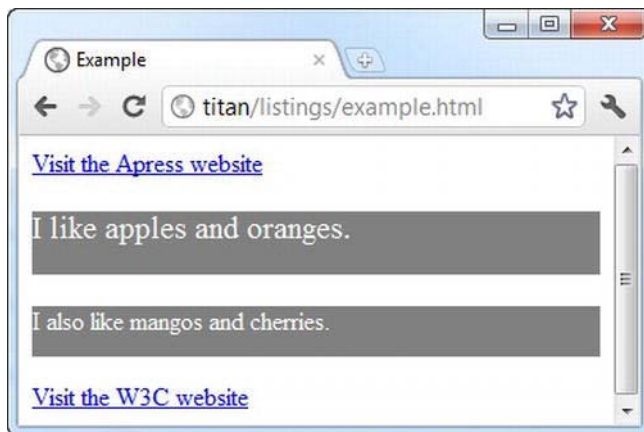 Example
titan/listings/example.html
Visit the Apress website
I like apples and oranges.
I also like mangos and cherries.
Visit the W3C website